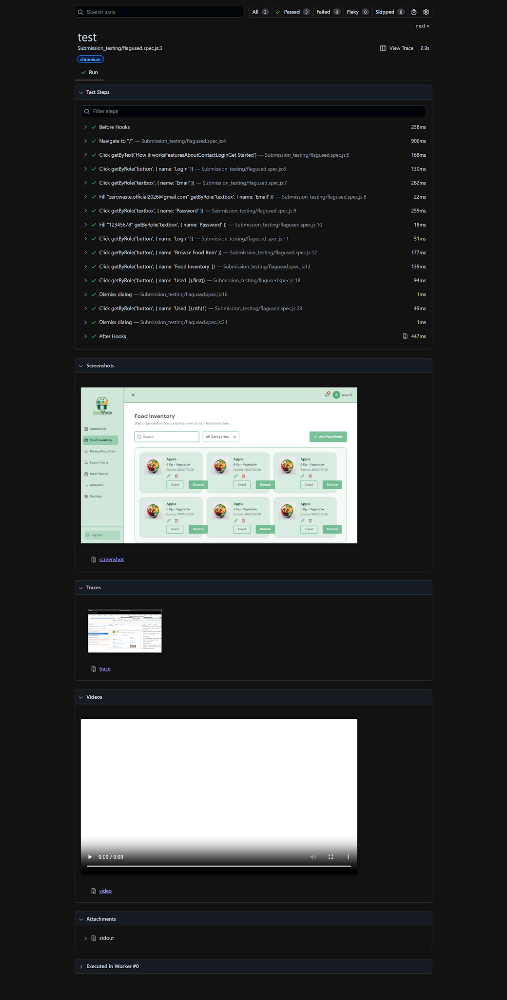 Search tests
All 3 Passed 3 Failed 0 Flaky 0 Skipped 0
next »
test
Submission_testing/flagused.spec.js:3
View Trace | 2.9s
chromium
Run
Test Steps
Filter steps
Before Hooks 258ms
Navigate to "/" — Submission_testing/flagused.spec.js:4 906ms
Click getByText('How it worksFeaturesAboutContactLoginGet Started') — Submission_testing/flagused.spec.js:5 168ms
Click getByRole('button', { name: 'Login' }) — Submission_testing/flagused.spec.js:6 130ms
Click getByRole('textbox', { name: 'Email' }) — Submission_testing/flagused.spec.js:7 282ms
Fill "zerowaste.official2026@gmail.com" getByRole('textbox', { name: 'Email' }) — Submission_testing/flagused.spec.js:8 22ms
Click getByRole('textbox', { name: 'Password' }) — Submission_testing/flagused.spec.js:9 259ms
Fill "12345678" getByRole('textbox', { name: 'Password' }) — Submission_testing/flagused.spec.js:10 18ms
Click getByRole('button', { name: 'Login' }) — Submission_testing/flagused.spec.js:11 51ms
Click getByRole('button', { name: 'Browse Food Item' }) — Submission_testing/flagused.spec.js:12 177ms
Click getByRole('button', { name: 'Food Inventory' }) — Submission_testing/flagused.spec.js:13 139ms
Click getByRole('button', { name: 'Used' }).first() — Submission_testing/flagused.spec.js:18 94ms
Dismiss dialog — Submission_testing/flagused.spec.js:16 1ms
Click getByRole('button', { name: 'Used' }).nth(1) — Submission_testing/flagused.spec.js:23 49ms
Dismiss dialog — Submission_testing/flagused.spec.js:21 1ms
After Hooks 447ms
Screenshots
user2
ZeroWaste
Food Inventory
Stay organized with a complete view of your food inventory.
Dashboard
Food Inventory
Browse Food Item
Expiry Alerts
Meal Planner
Analytics
Settings
Log out
Search All Categories » + Add Food Items
Apple Apple Apple
6 Kg - Vegetable 6 Kg - Vegetable 6 Kg - Vegetable
Expires 26/07/2026 Expires 26/07/2026 Expires 26/07/2026
Used Donate Used Donate Used Donate
Apple Apple Apple
6 Kg - Vegetable 6 Kg - Vegetable 6 Kg - Vegetable
Expires 26/07/2026 Expires 26/07/2026 Expires 26/07/2026
Used Donate Used Donate Used Donate
screenshot
Traces
trace
Videos
0:00 / 0:03
video
Attachments
stdout
Executed in Worker #0